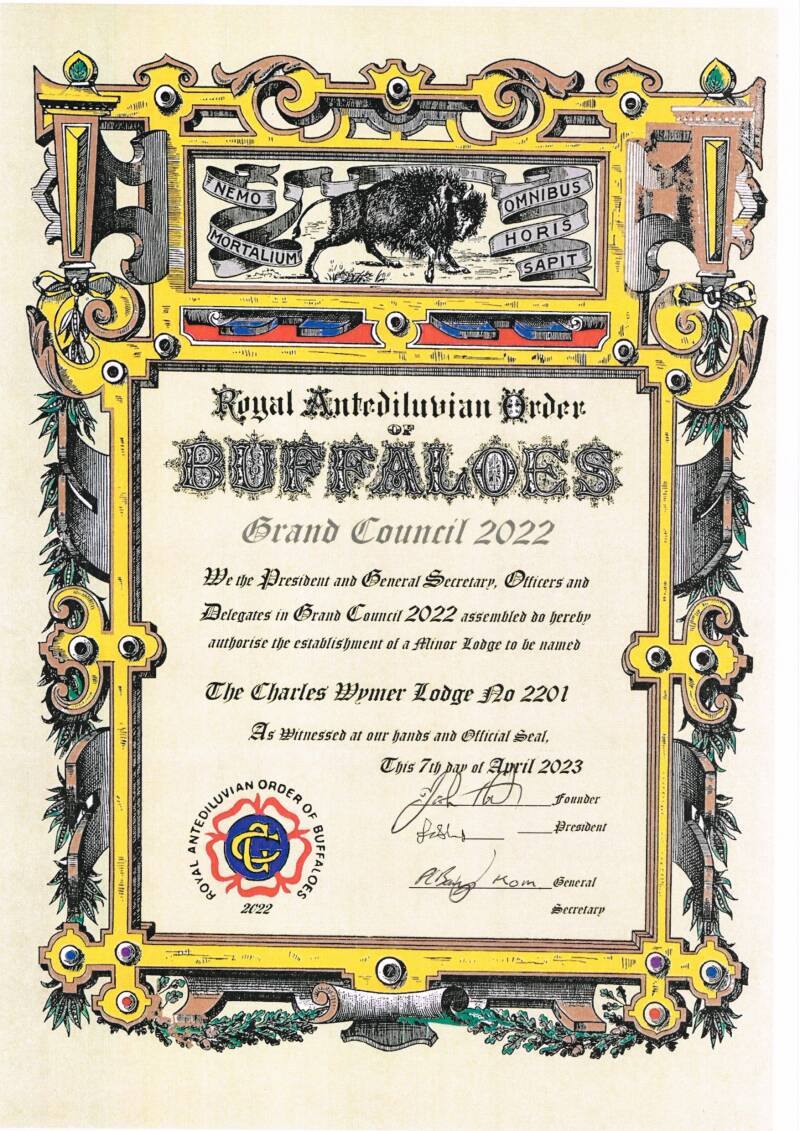 NEMO
MORTALIUM
OMNIBUS
HORIS
SAPIT
Royal Antediluvian Order
OF
BUFFALOES
Grand Council 2022
We the President and General Secretary, Officers and
Delegates in Grand Council 2022 assembled do hereby
authorise the establishment of a Minor Lodge to be named
The Charles Wymer Lodge No 2201
As Witnessed at our hands and Official Seal,
This 7th day of April 2023
Founder
President
KOM General
Secretary
ROYAL ANTEDILUVIAN ORDER OF BUFFALOES
GC
2022